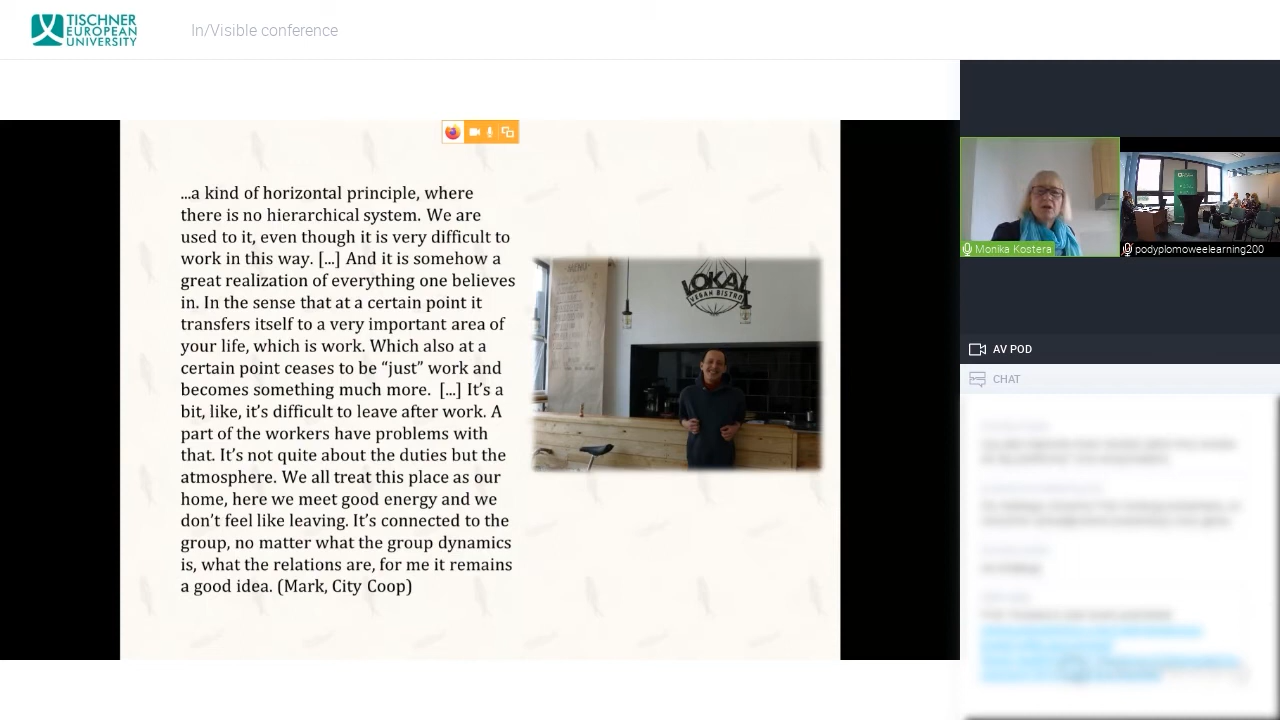 TISCHNER
EUROPEAN
UNIVERSITY
In/Visible conference
...a kind of horizontal principle, where
there is no hierarchical system. We are
used to it, even though it is very difficult to
work in this way. [...] And it is somehow a
great realization of everything one believes
in. In the sense that at a certain point it
transfers itself to a very important area of
your life, which is work. Which also at a
certain point ceases to be “just” work and
becomes something much more.  [...] It’s a
bit, like, it’s difficult to leave after work. A
part of the workers have problems with
that. It’s not quite about the duties but the
atmosphere. We all treat this place as our
home, here we meet good energy and we
don’t feel like leaving. It’s connected to the
group, no matter what the group dynamics
is, what the relations are, for me it remains
a good idea. (Mark, City Coop)
MENU
LOKAL
VEGAN BISTRO
Monika Kostera
podyplomoweelearning200
AV POD
CHAT